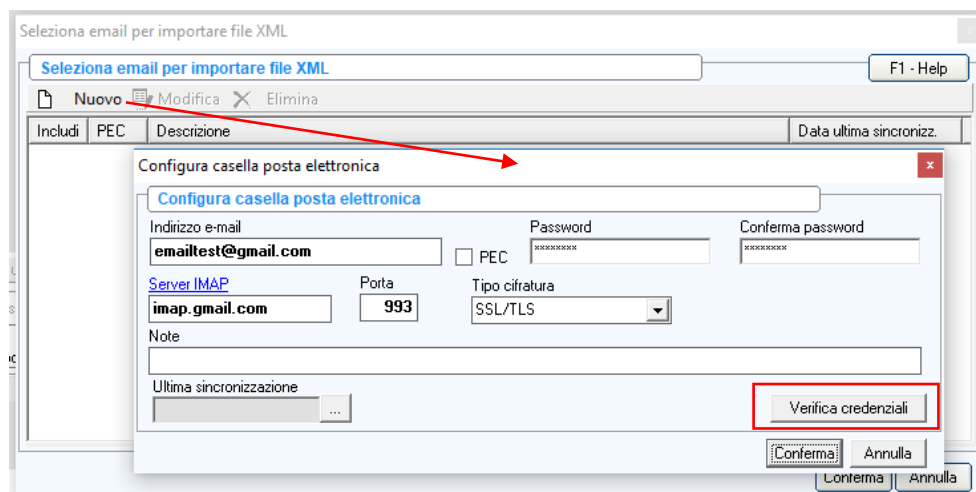 Seleziona email per importare file XML
Seleziona email per importare file XML
F1 - Help
Nuovo Modifica Elimina
Includi PEC Descrizione Data ultima sincronizz.
Configura casella posta elettronica
x
Configura casella posta elettronica
Indirizzo e-mail Password Conferma password
emailtest@gmail.com PEC ******** ********
Server IMAP Porta Tipo cifratura
imap.gmail.com 993 SSL/TLS
Note
Ultima sincronizzazione
... Verifica credenziali
Conferma Annulla
Conferma Annulla